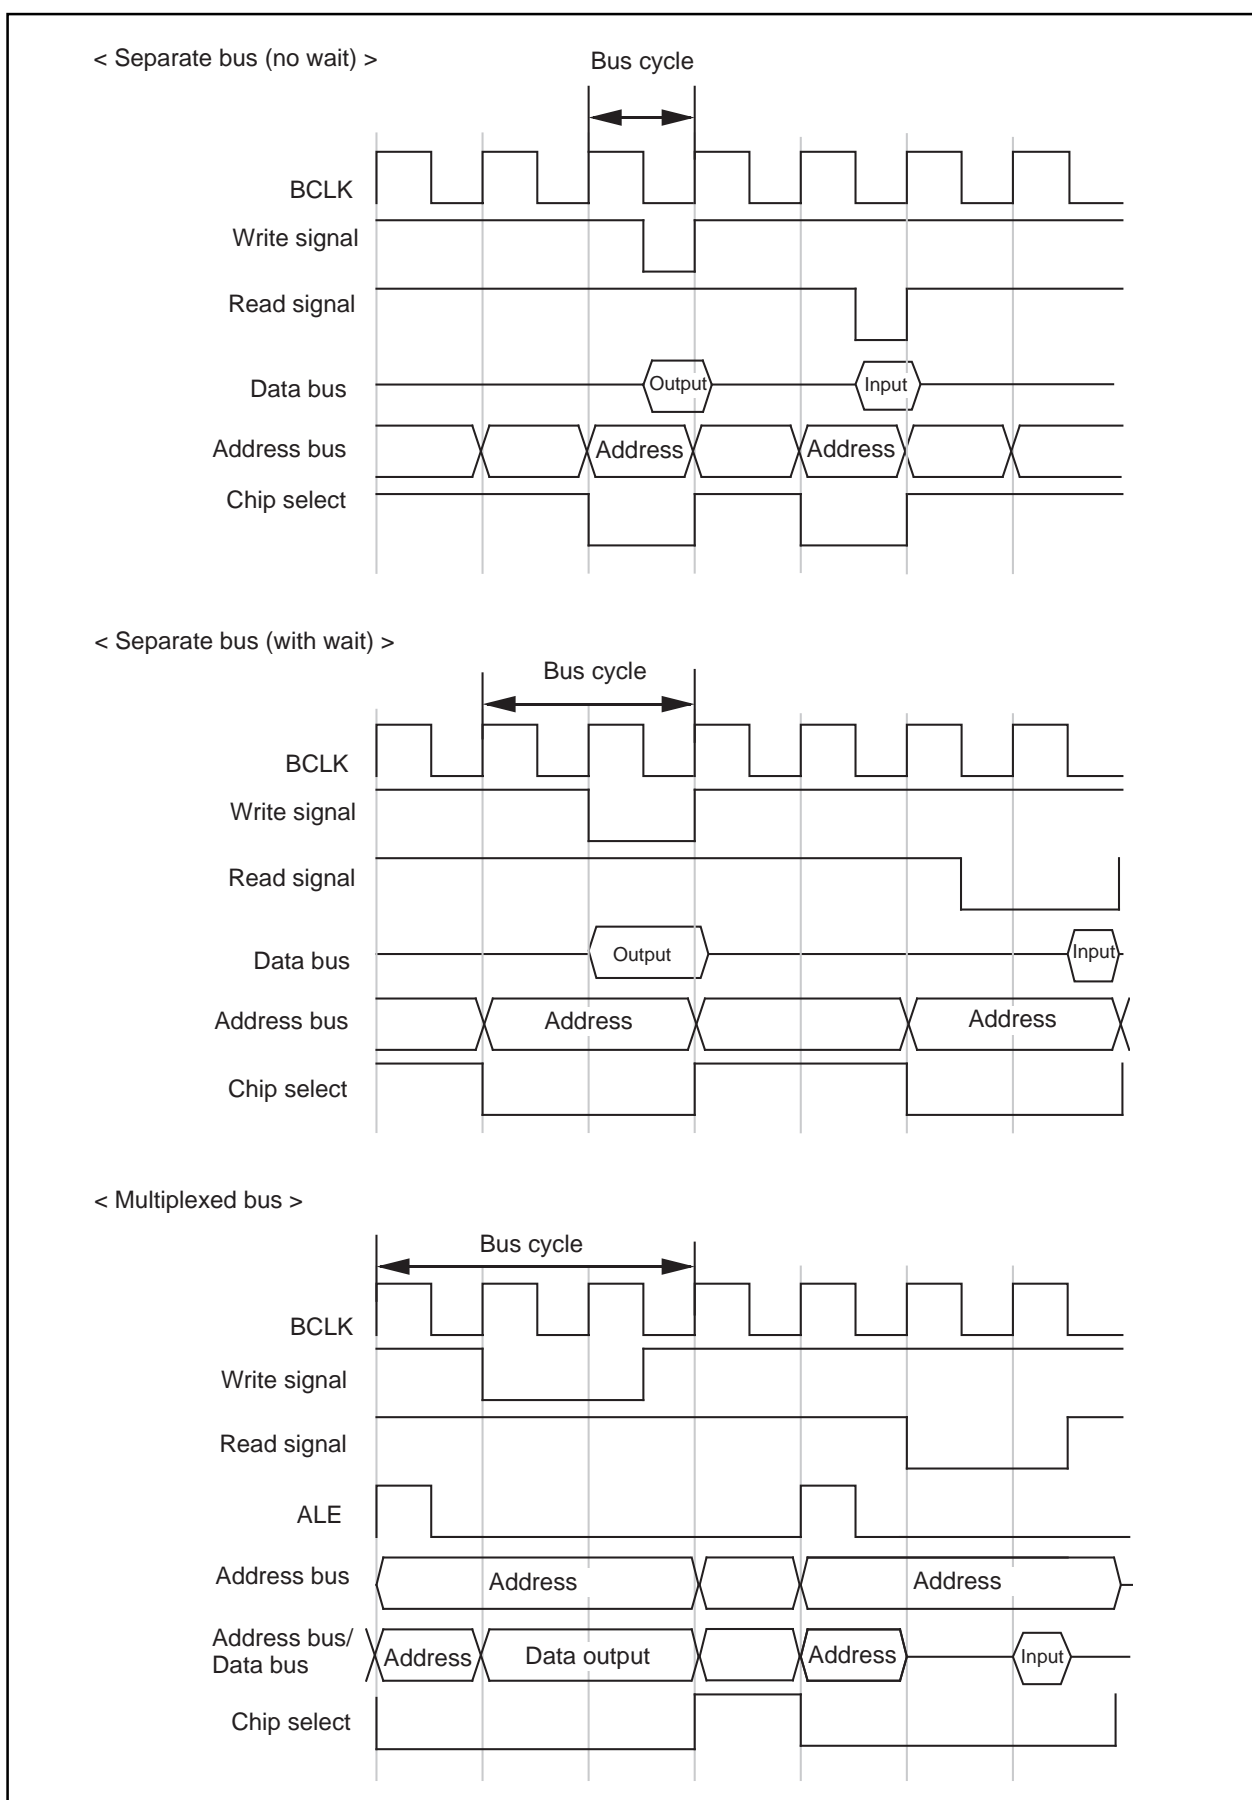 < Separate bus (no wait) >
Bus cycle
BCLK
Write signal
Read signal
Data bus
Output
Input
Address bus
Address
Address
Chip select
< Separate bus (with wait) >
Bus cycle
BCLK
Write signal
Read signal
Data bus
Output
Input
Address bus
Address
Address
Chip select
< Multiplexed bus >
Bus cycle
BCLK
Write signal
Read signal
ALE
Address bus
Address
Address
Address bus/
Data bus
Address
Data output
Address
Input
Chip select